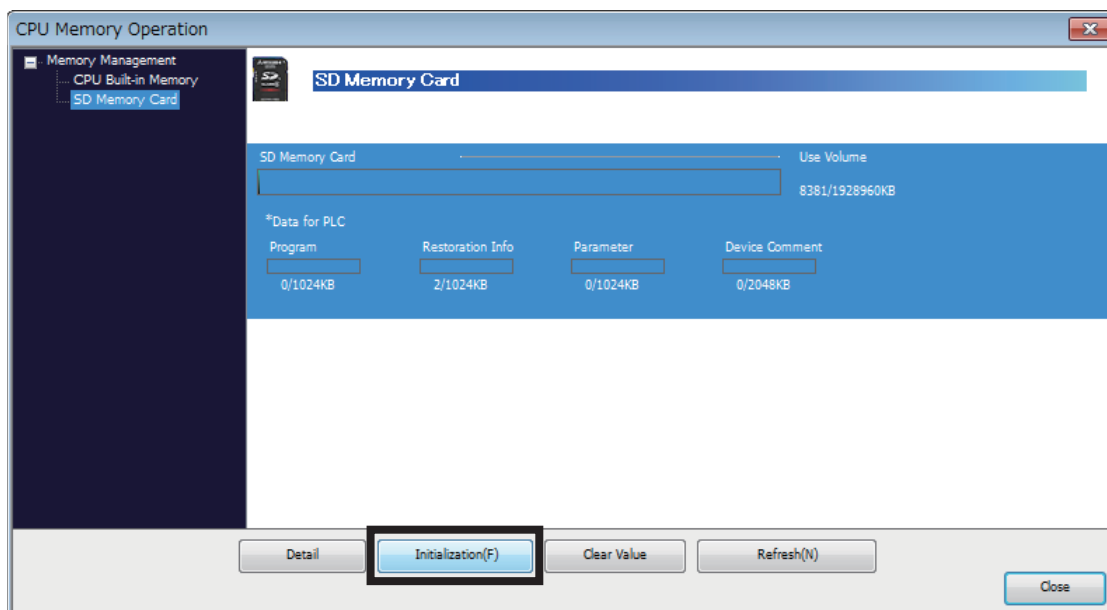 CPU Memory Operation
Memory Management
CPU Built-in Memory
SD Memory Card
SD Memory Card
SD Memory Card
Use Volume
8381/1928960KB
*Data for PLC
Program Restoration Info Parameter Device Comment
0/1024KB 2/1024KB 0/1024KB 0/2048KB
Detail Initialization(F) Clear Value Refresh(N)
Close